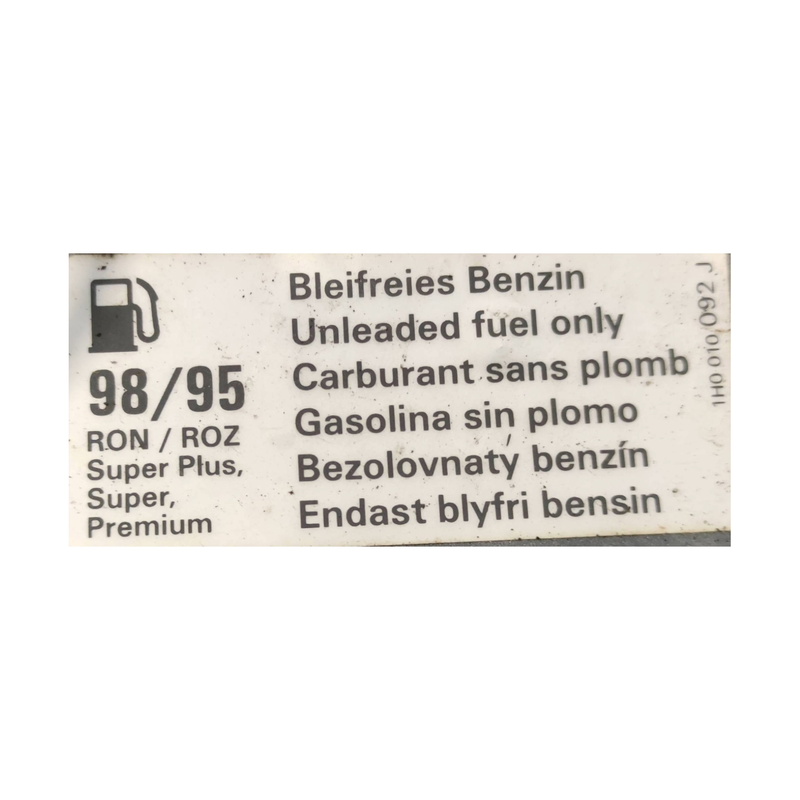 98/95
RON / ROZ
Super Plus,
Super,
Premium
Bleifreies Benzin
Unleaded fuel only
Carburant sans plomb
Gasolina sin plomo
Bezolovnatý benzín
Endast blyfri bensin
1H0 010 092 J